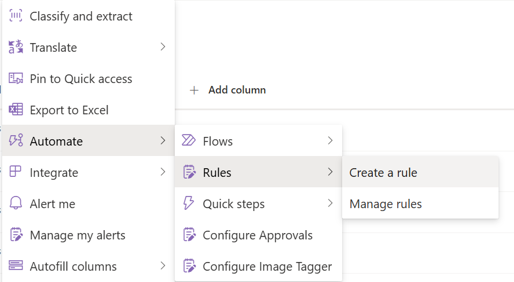 Classify and extract
Translate
Pin to Quick access
Add column
Export to Excel
Automate
Flows
Integrate
Rules
Create a rule
Alert me
Quick steps
Manage rules
Manage my alerts
Configure Approvals
Autofill columns
Configure Image Tagger